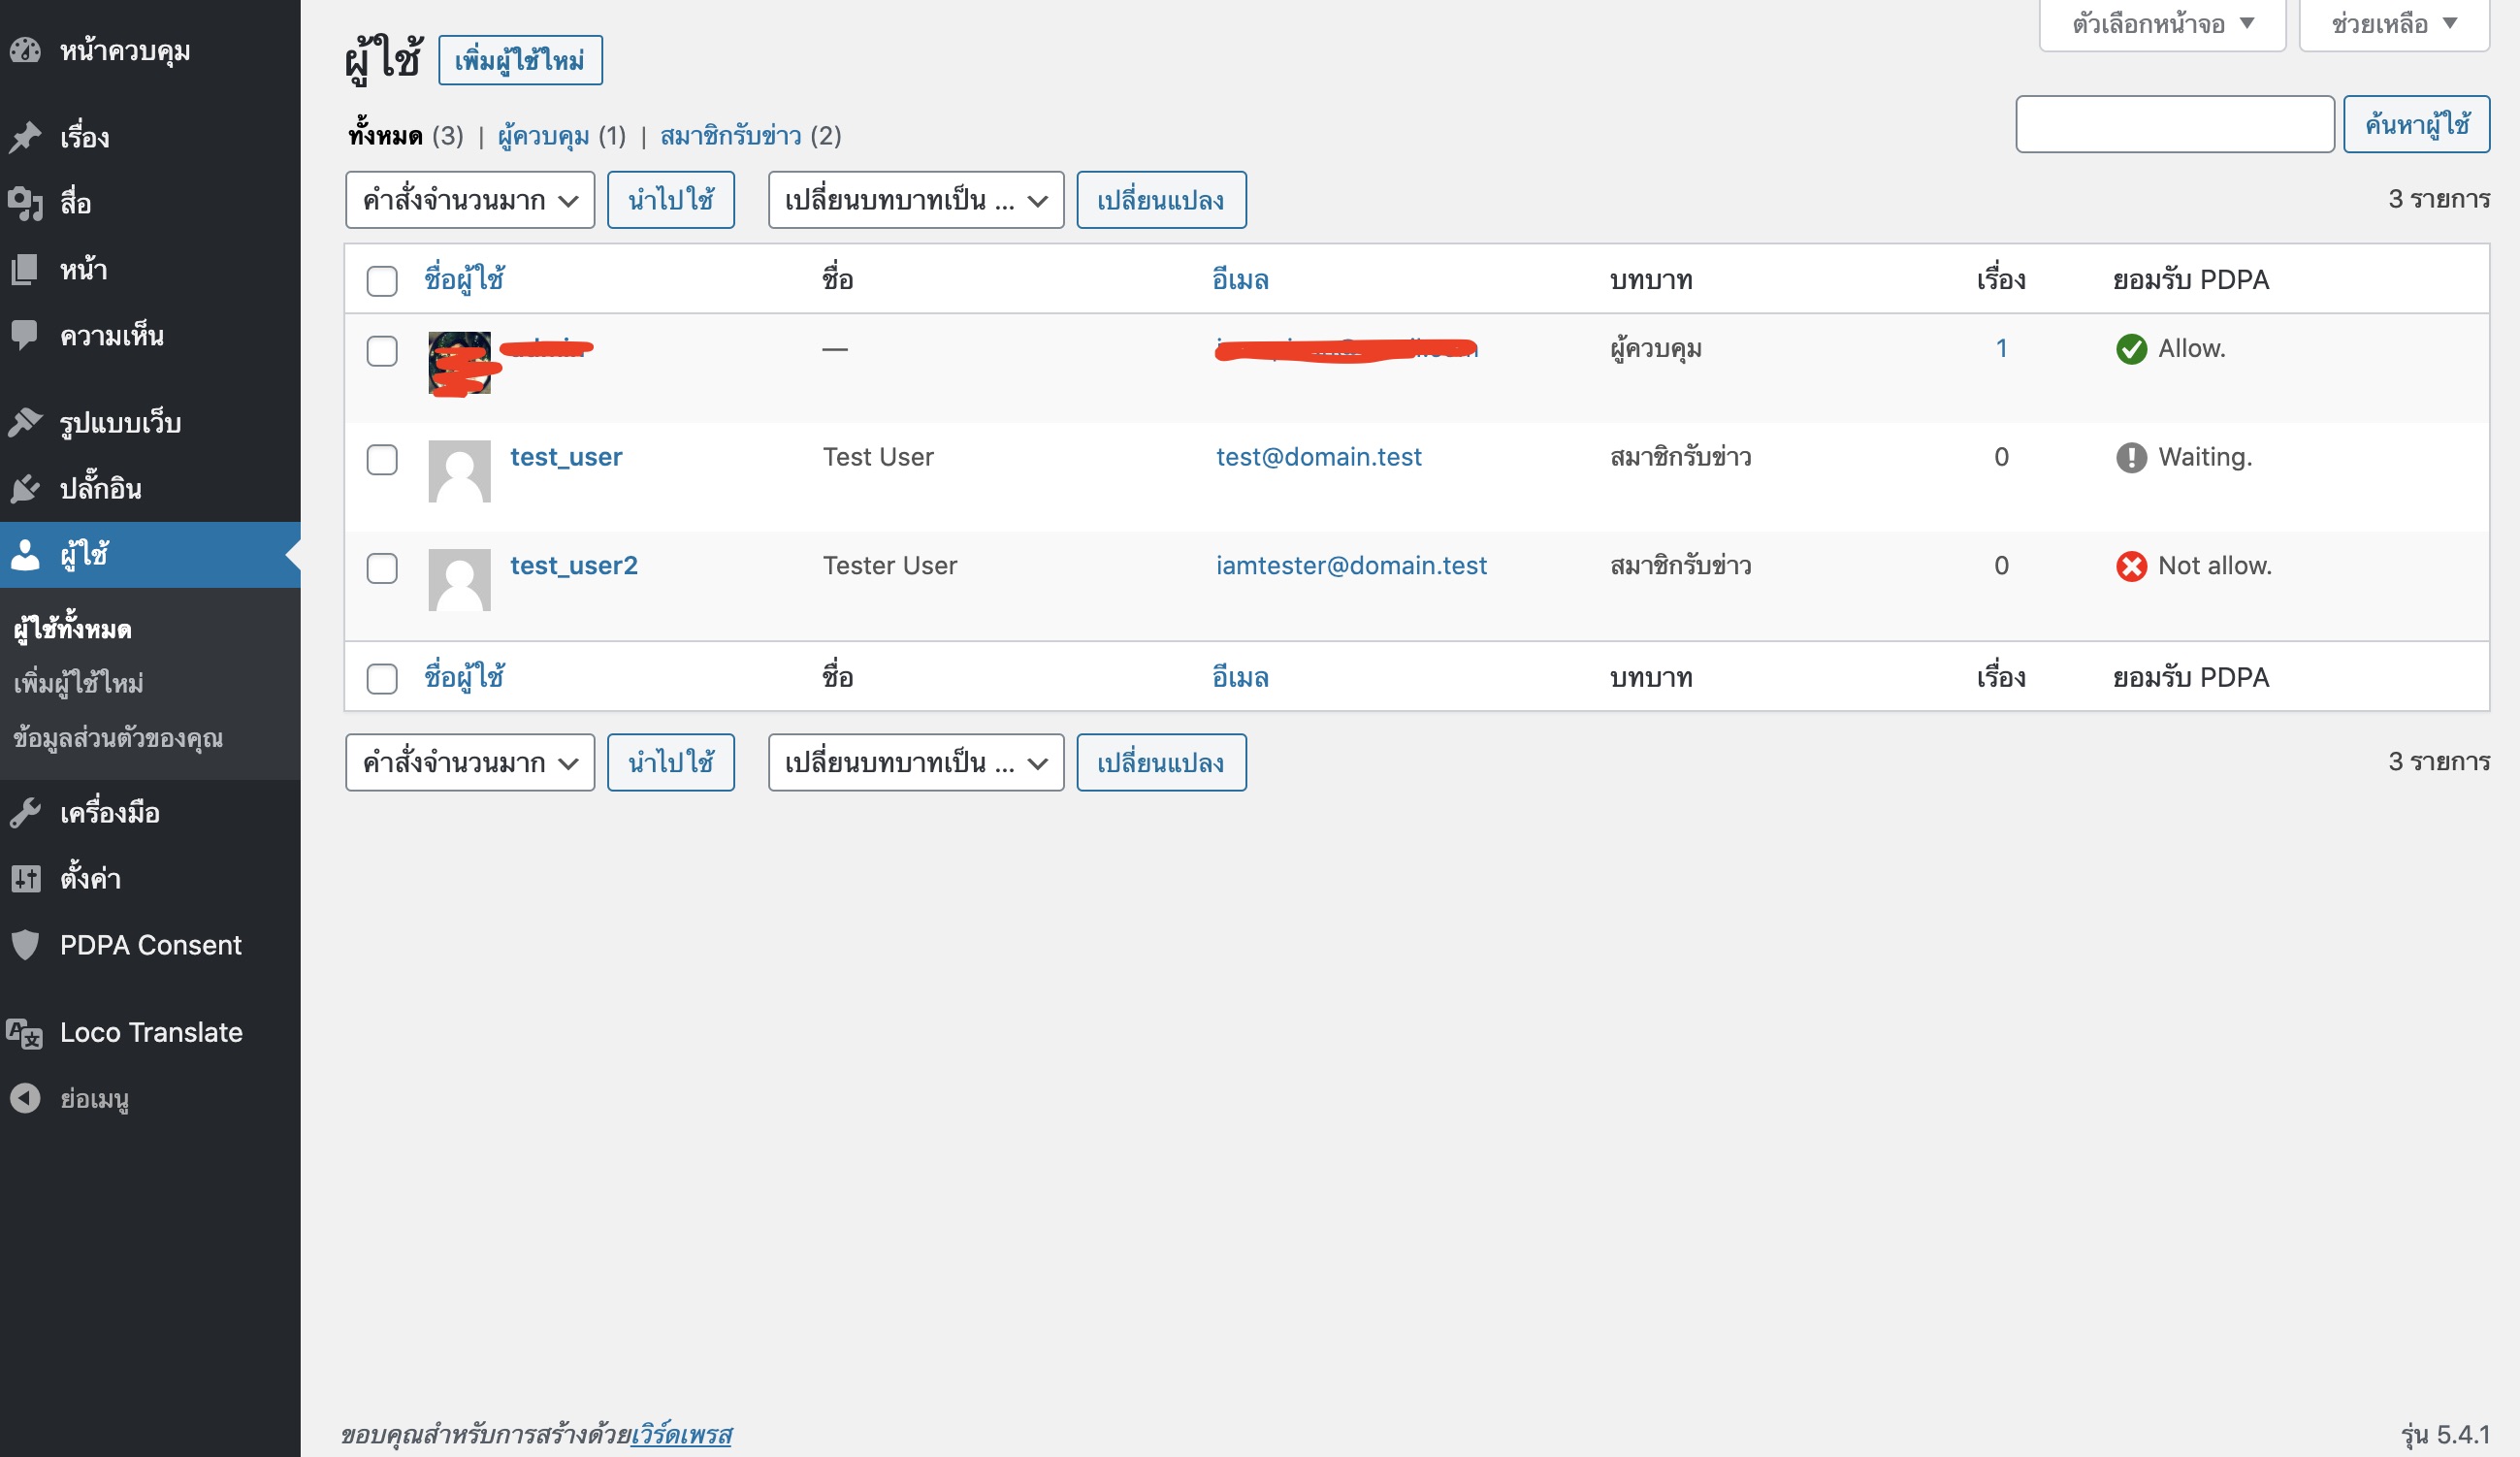 หน้าควบคุม
เรื่อง
สื่อ
หน้า
ความเห็น
รูปแบบเว็บ
ปลั๊กอิน
ผู้ใช้
ผู้ใช้ทั้งหมด
เพิ่มผู้ใช้ใหม่
ข้อมูลส่วนตัวของคุณ
เครื่องมือ
ตั้งค่า
PDPA Consent
Loco Translate
ย่อเมนู
ตัวเลือกหน้าจอ ช่วยเหลือ
ผู้ใช้ เพิ่มผู้ใช้ใหม่
ทั้งหมด (3) | ผู้ควบคุม (1) | สมาชิกรับข่าว (2)
ค้นหาผู้ใช้
คำสั่งจำนวนมาก นำไปใช้ เปลี่ยนบทบาทเป็น ... เปลี่ยนแปลง 3 รายการ
ชื่อผู้ใช้ ชื่อ อีเมล บทบาท เรื่อง ยอมรับ PDPA
— ผู้ควบคุม 1 Allow.
test_user Test User test@domain.test สมาชิกรับข่าว 0 Waiting.
test_user2 Tester User iamtester@domain.test สมาชิกรับข่าว 0 Not allow.
ชื่อผู้ใช้ ชื่อ อีเมล บทบาท เรื่อง ยอมรับ PDPA
คำสั่งจำนวนมาก นำไปใช้ เปลี่ยนบทบาทเป็น ... เปลี่ยนแปลง 3 รายการ
ขอบคุณสำหรับการสร้างด้วยเวิร์ดเพรส รุ่น 5.4.1